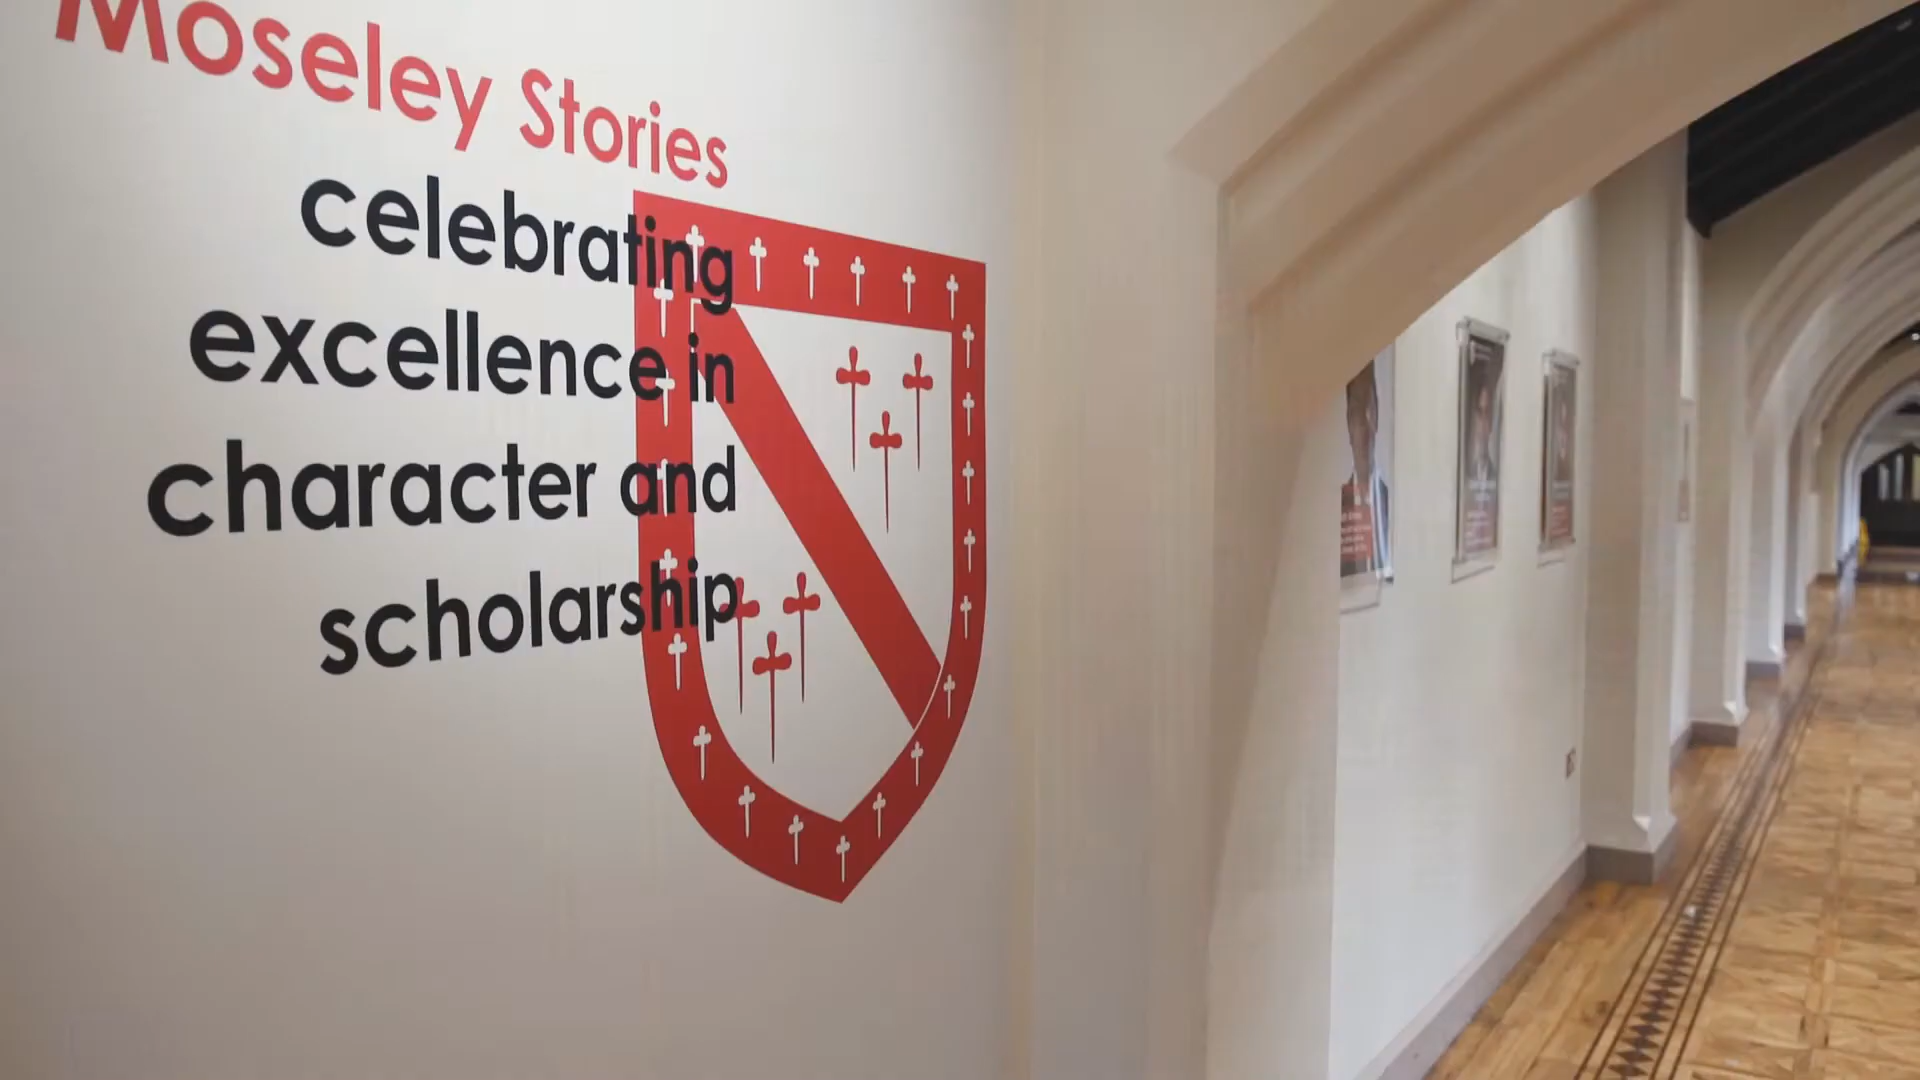 Moseley Stories
celebrating
excellence in
character and
scholarship